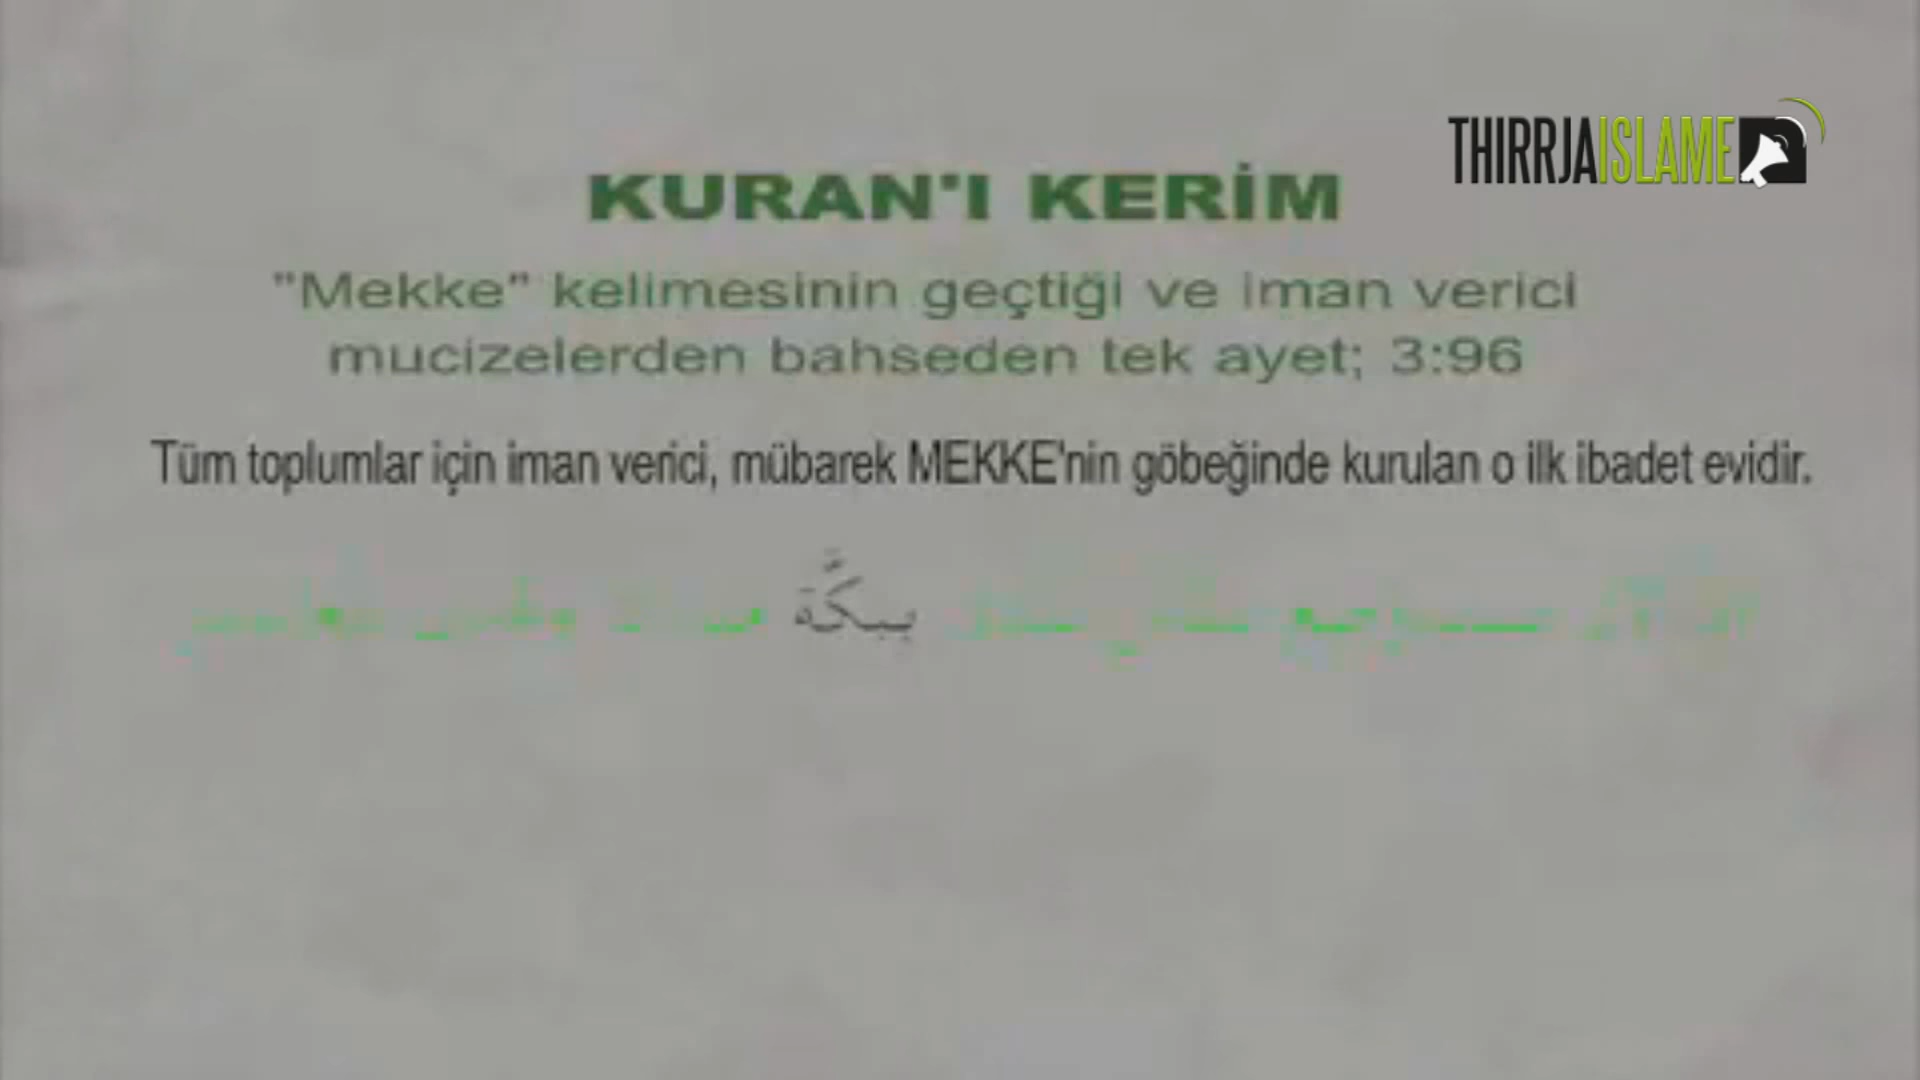 THIRRJAISLAME
KURAN'I KERİM
"Mekke" kelimesinin geçtiği ve iman verici
mucizelerden bahseden tek ayet; 3:96
Tüm toplumlar için iman verici, mübarek MEKKE'nin göbeğinde kurulan o ilk ibadet evidir.
ببكَّة